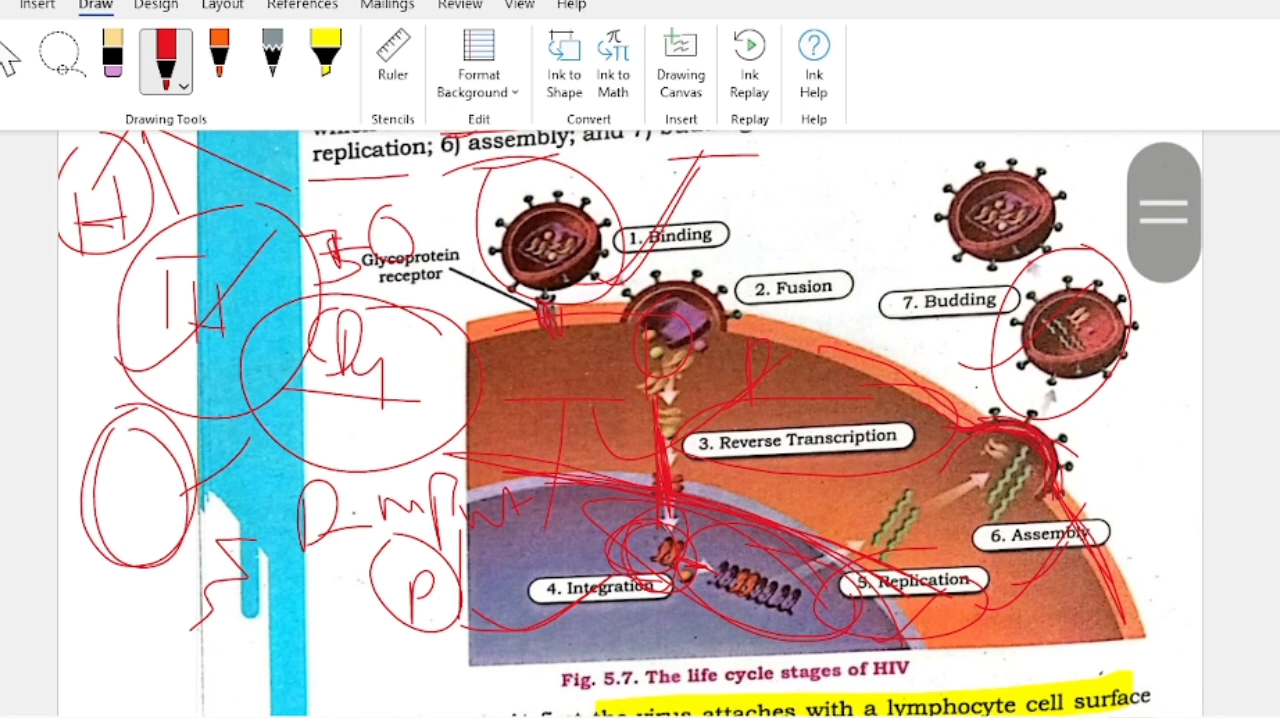 Insert Draw Design Layout References Mailings Review View Help
Ruler
Format Background
Ink to Shape
Ink to Math
Drawing Canvas
Ink Replay
Ink Help
Drawing Tools
Stencils
Edit
Convert
Insert
Replay
Help
replication; 6) assembly; and 7)
1. Binding
Glycoprotein receptor
2. Fusion
7. Budding
3. Reverse Transcription
6. Assembly
4. Integration
5. Replication
Fig. 5.7. The life cycle stages of HIV
the virus attaches with a lymphocyte cell surface